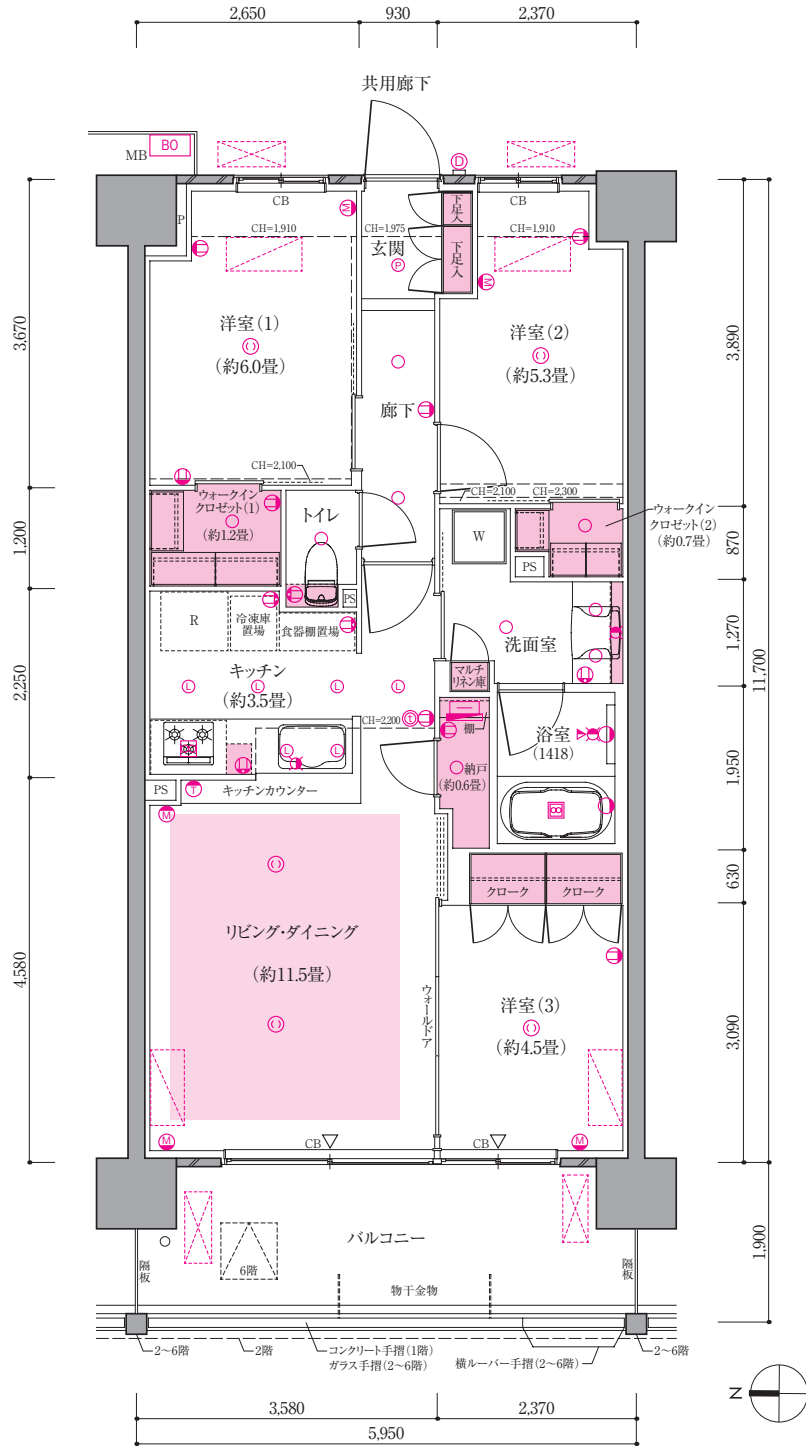 2,650
930
2,370
共用廊下
MB
BO
D
P
CB
M
CH=1,910
CH=1,975
玄関
P
下足入
下足入
CB
CH=1,910
M
3,670
3,890
洋室(1)
(約6.0畳)
洋室(2)
(約5.3畳)
廊下
CH=2,100
CH=2,100
CH=2,300
ウォークイン
クロゼット(1)
(約1.2畳)
トイレ
PS
W
PS
ウォークイン
クロゼット(2)
(約0.7畳)
1,200
870
R
冷凍庫
置場
食器棚置場
キッチン
(約3.5畳)
L
L
L
L
洗面室
マルチ
リネン庫
2,250
1,270
11,700
CH=2,200
t
棚
浴室
(1418)
L
L
納戸
(約0.6畳)
1,950
PS
T
キッチンカウンター
M
クローク
クローク
630
リビング・ダイニング
(約11.5畳)
ウォールドア
洋室(3)
(約4.5畳)
4,580
3,090
M
CB
CB
M
バルコニー
6階
隔板
隔板
物干金物
1,900
2~6階
2階
コンクリート手摺(1階)
ガラス手摺(2~6階)
横ルーバー手摺(2~6階)
2~6階
N
3,580
2,370
5,950